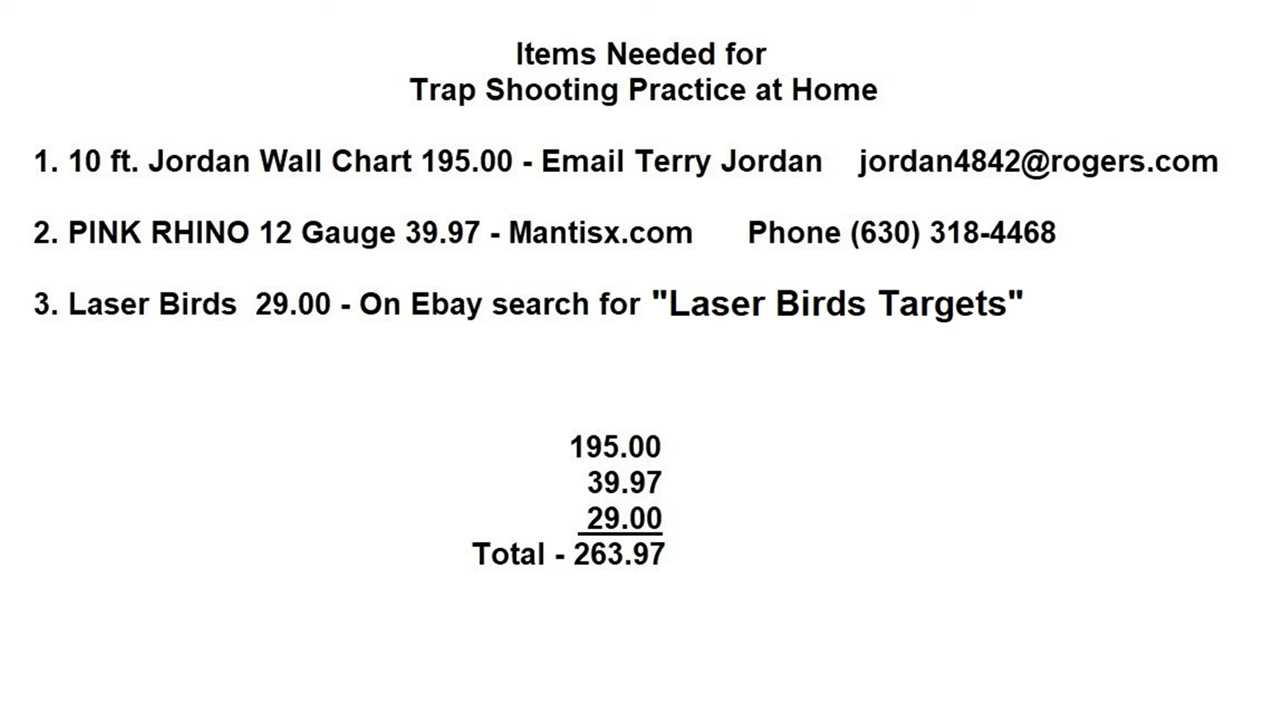 Items Needed for
Trap Shooting Practice at Home
1. 10 ft. Jordan Wall Chart 195.00 - Email Terry Jordan jordan4842@rogers.com
2. PINK RHINO 12 Gauge 39.97 - Mantisx.com Phone (630) 318-4468
3. Laser Birds 29.00 - On Ebay search for "Laser Birds Targets"
195.00
39.97
29.00
Total - 263.97